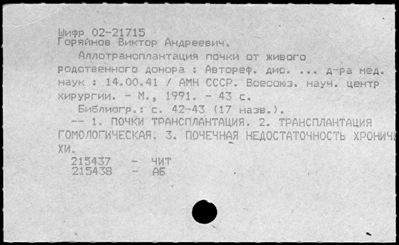 Шифр 02-21715
Горяйнов Виктор Андреевич.
Аллотрансплантация почки от живого
родственного донора : Автореф. дис. ... д-ра мед.
наук : 14.00.41 / АМН СССР. Всесоюз. науч. центр
хирургии. - М., 1991. - 43 с.
Библиогр.: с. 42-43 (17 назв.).
-- 1. ПОЧКИ ТРАНСПЛАНТАЦИЯ. 2. ТРАНСПЛАНТАЦИЯ
ГОМОЛОГИЧЕСКАЯ. 3. ПОЧЕЧНАЯ НЕДОСТАТОЧНОСТЬ ХРОНИЧЕ
ХИ.
215437 - ЧИТ
215438 - АБ